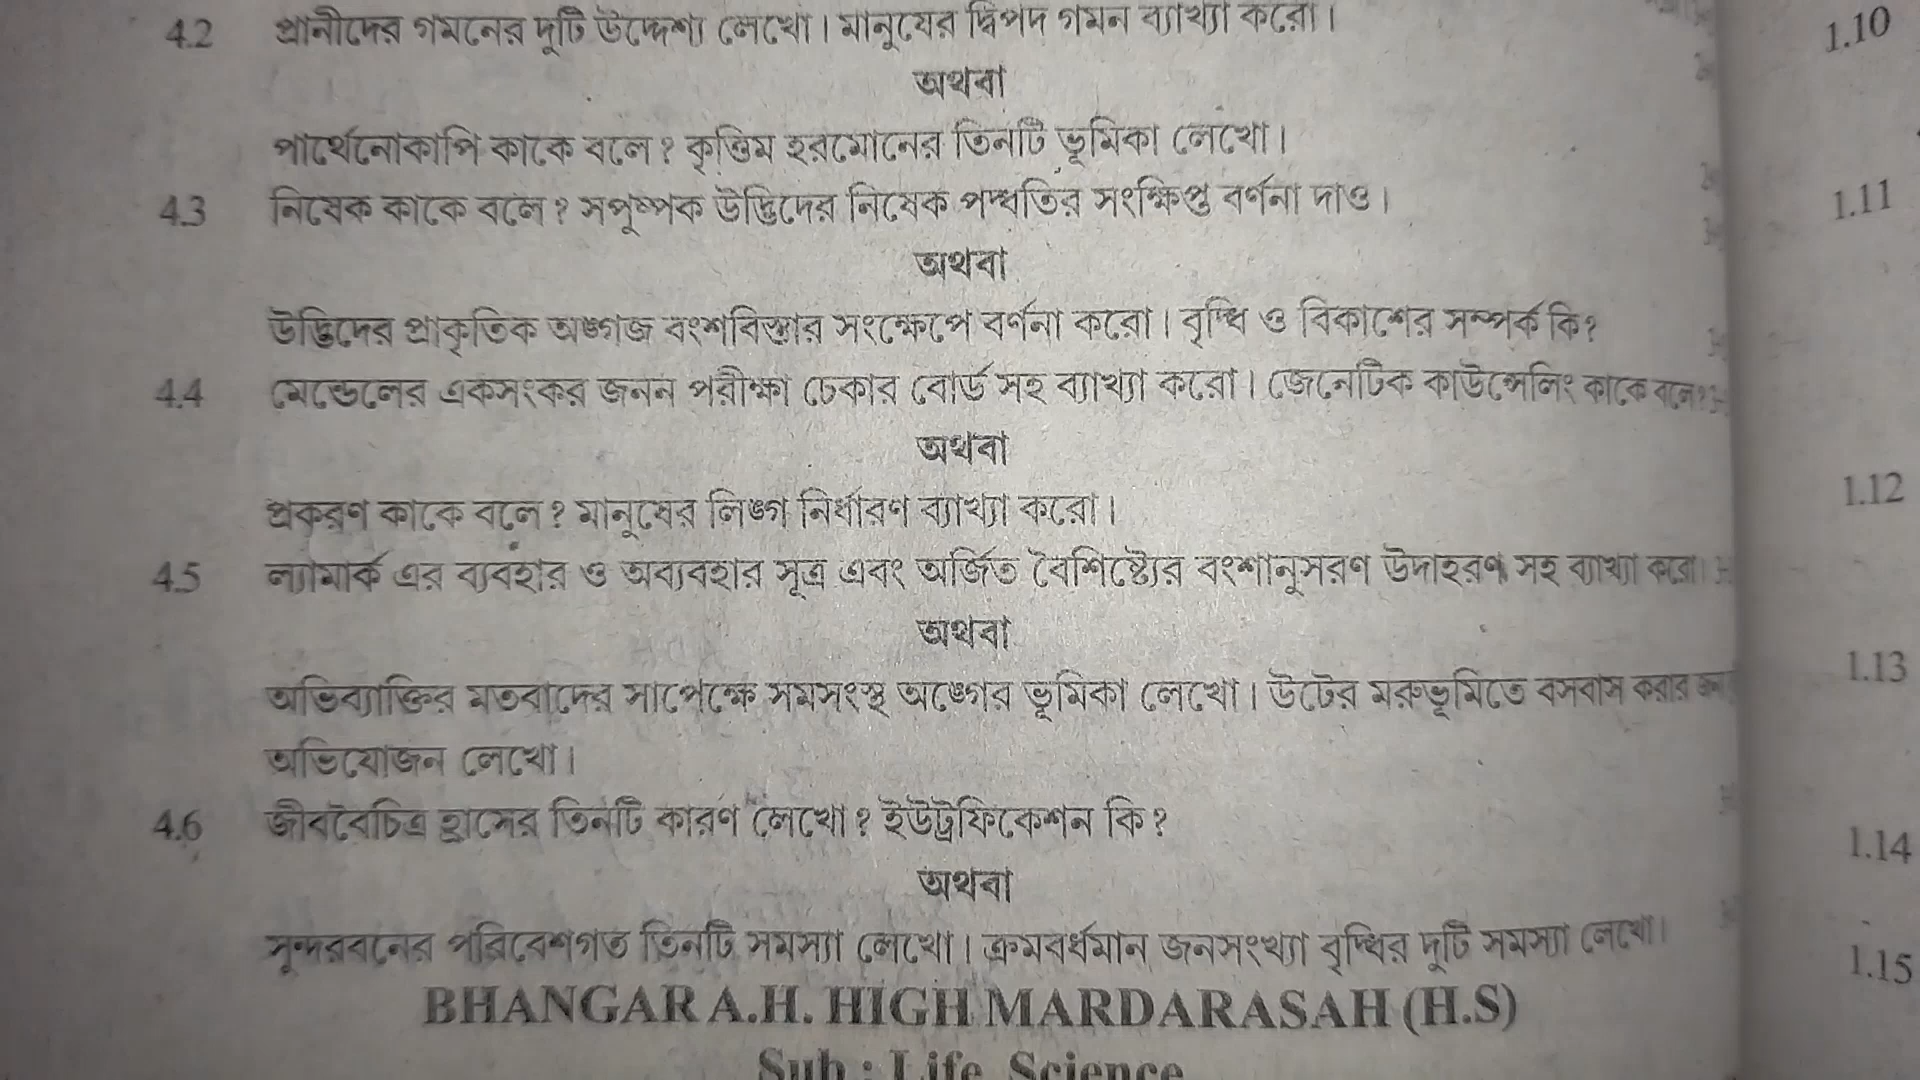 4.2 প্রানীদের গমনের দুটি উদ্দেশ্য লেখো। মানুষের দ্বিপদ গমন ব্যাখ্যা করো।
1.10
অথবা
পার্থেনোকার্পি কাকে বলে? কৃত্তিম হরমোনের তিনটি ভূমিকা লেখো।
4.3 নিষেক কাকে বলে? সপুষ্পক উদ্ভিদের নিষেক পদ্ধতির সংক্ষিপ্ত বর্ণনা দাও।
1.11
অথবা
উদ্ভিদের প্রাকৃতিক অঙ্গজ বংশবিস্তার সংক্ষেপে বর্ণনা করো। বৃদ্ধি ও বিকাশের সম্পর্ক কি?
4.4 মেন্ডেলের একসংকর জনন পরীক্ষা চেকার বোর্ড সহ ব্যাখ্যা করো। জেনেটিক কাউন্সেলিং কাকে বলে?
অথবা
প্রকরণ কাকে বলে? মানুষের লিঙ্গ নির্ধারণ ব্যাখ্যা করো।
1.12
4.5 ল্যামার্ক এর ব্যবহার ও অব্যবহার সূত্র এবং অর্জিত বৈশিষ্ট্যের বংশানুসরণ উদাহরণ সহ ব্যাখ্যা করো।
অথবা
অভিব্যাক্তির মতবাদের সাপেক্ষে সমসংস্থ অঙ্গের ভূমিকা লেখো। উটের মরুভূমিতে বসবাস করার
1.13
অভিযোজন লেখো।
4.6 জীববৈচিত্র হ্রাসের তিনটি কারণ লেখো? ইউট্রফিকেশন কি?
1.14
অথবা
সুন্দরবনের পরিবেশগত তিনটি সমস্যা লেখো। ক্রমবর্ধমান জনসংখ্যা বৃদ্ধির দুটি সমস্যা লেখো।
1.15
BHANGAR A.H. HIGH MARDARASAH (H.S)
Sub : Life Science